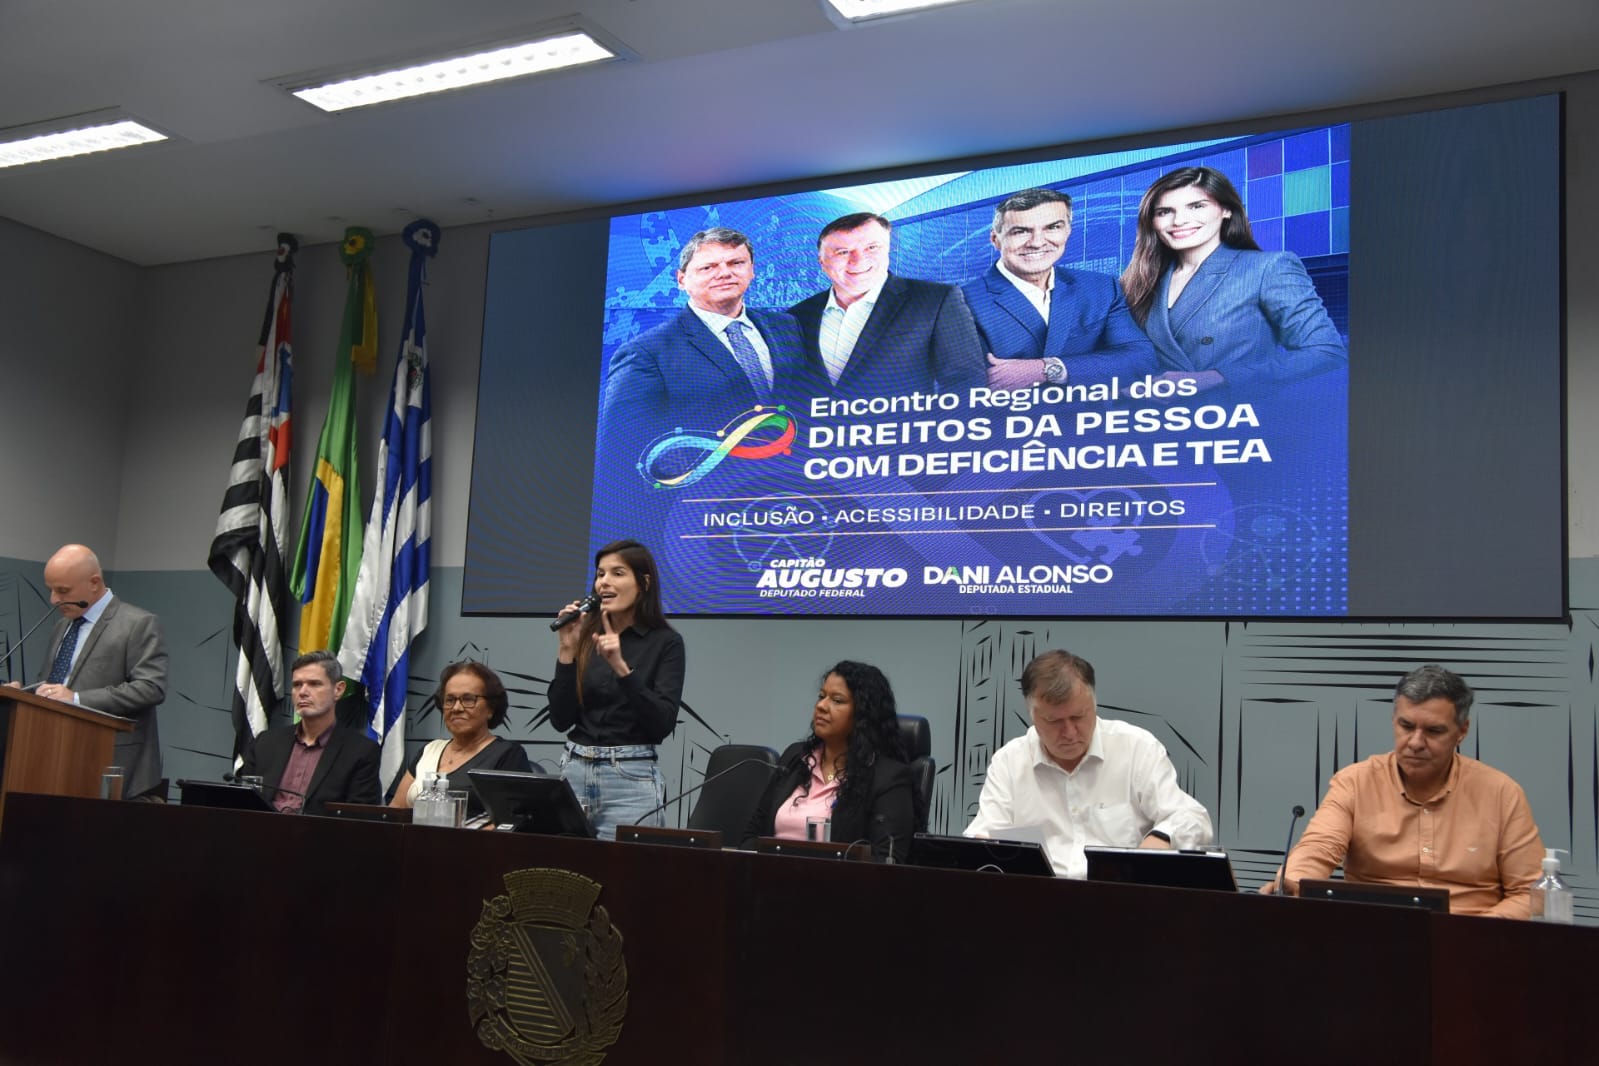 Encontro Regional dos
DIREITOS DA PESSOA
COM DEFICIÊNCIA E TEA
INCLUSÃO • ACESSIBILIDADE • DIREITOS
CAPITÃO
AUGUSTO
DEPUTADO FEDERAL
DANI ALONSO
DEPUTADA ESTADUAL